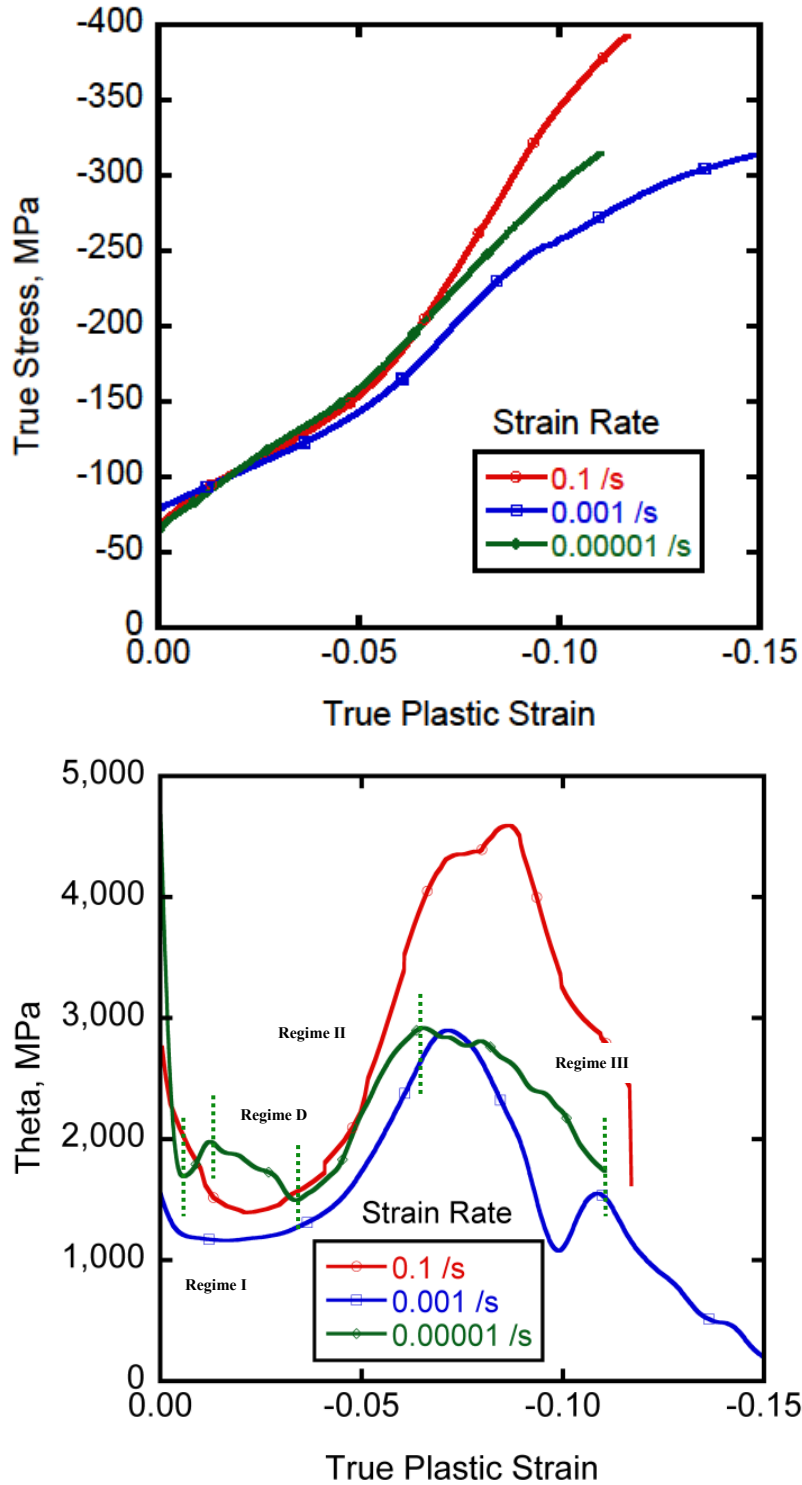 -400
-350
-300
-250
-200
-150
-100
-50
0
True Stress, MPa
Strain Rate
0.1 /s
0.001 /s
0.00001 /s
0.00
-0.05
-0.10
-0.15
True Plastic Strain
5,000
4,000
3,000
2,000
1,000
0
Theta, MPa
Regime II
Regime III
Regime D
Regime I
Strain Rate
0.1 /s
0.001 /s
0.00001 /s
0.00
-0.05
-0.10
-0.15
True Plastic Strain